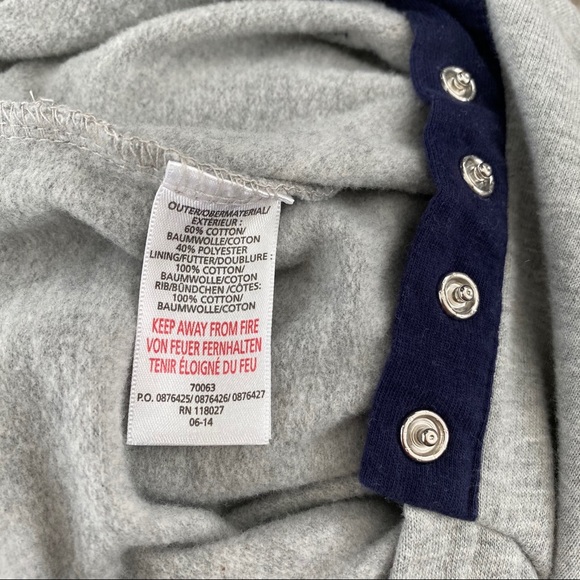 OUTER/OBERMATERIAL/
EXTÉRIEUR :
60% COTTON/
BAUMWOLLE/COTON
40% POLYESTER
LINING/FUTTER/DOUBLURE :
100% COTTON/
BAUMWOLLE/COTON
RIB/BÜNDCHEN /CÔTES:
100% COTTON/
BAUMWOLLE/COTON
KEEP AWAY FROM FIRE
VON FEUER FERNHALTEN
TENIR ÉLOIGNÉ DU FEU
70063
P.O. 0876425/ 0876426/ 0876427
RN 118027
06-14